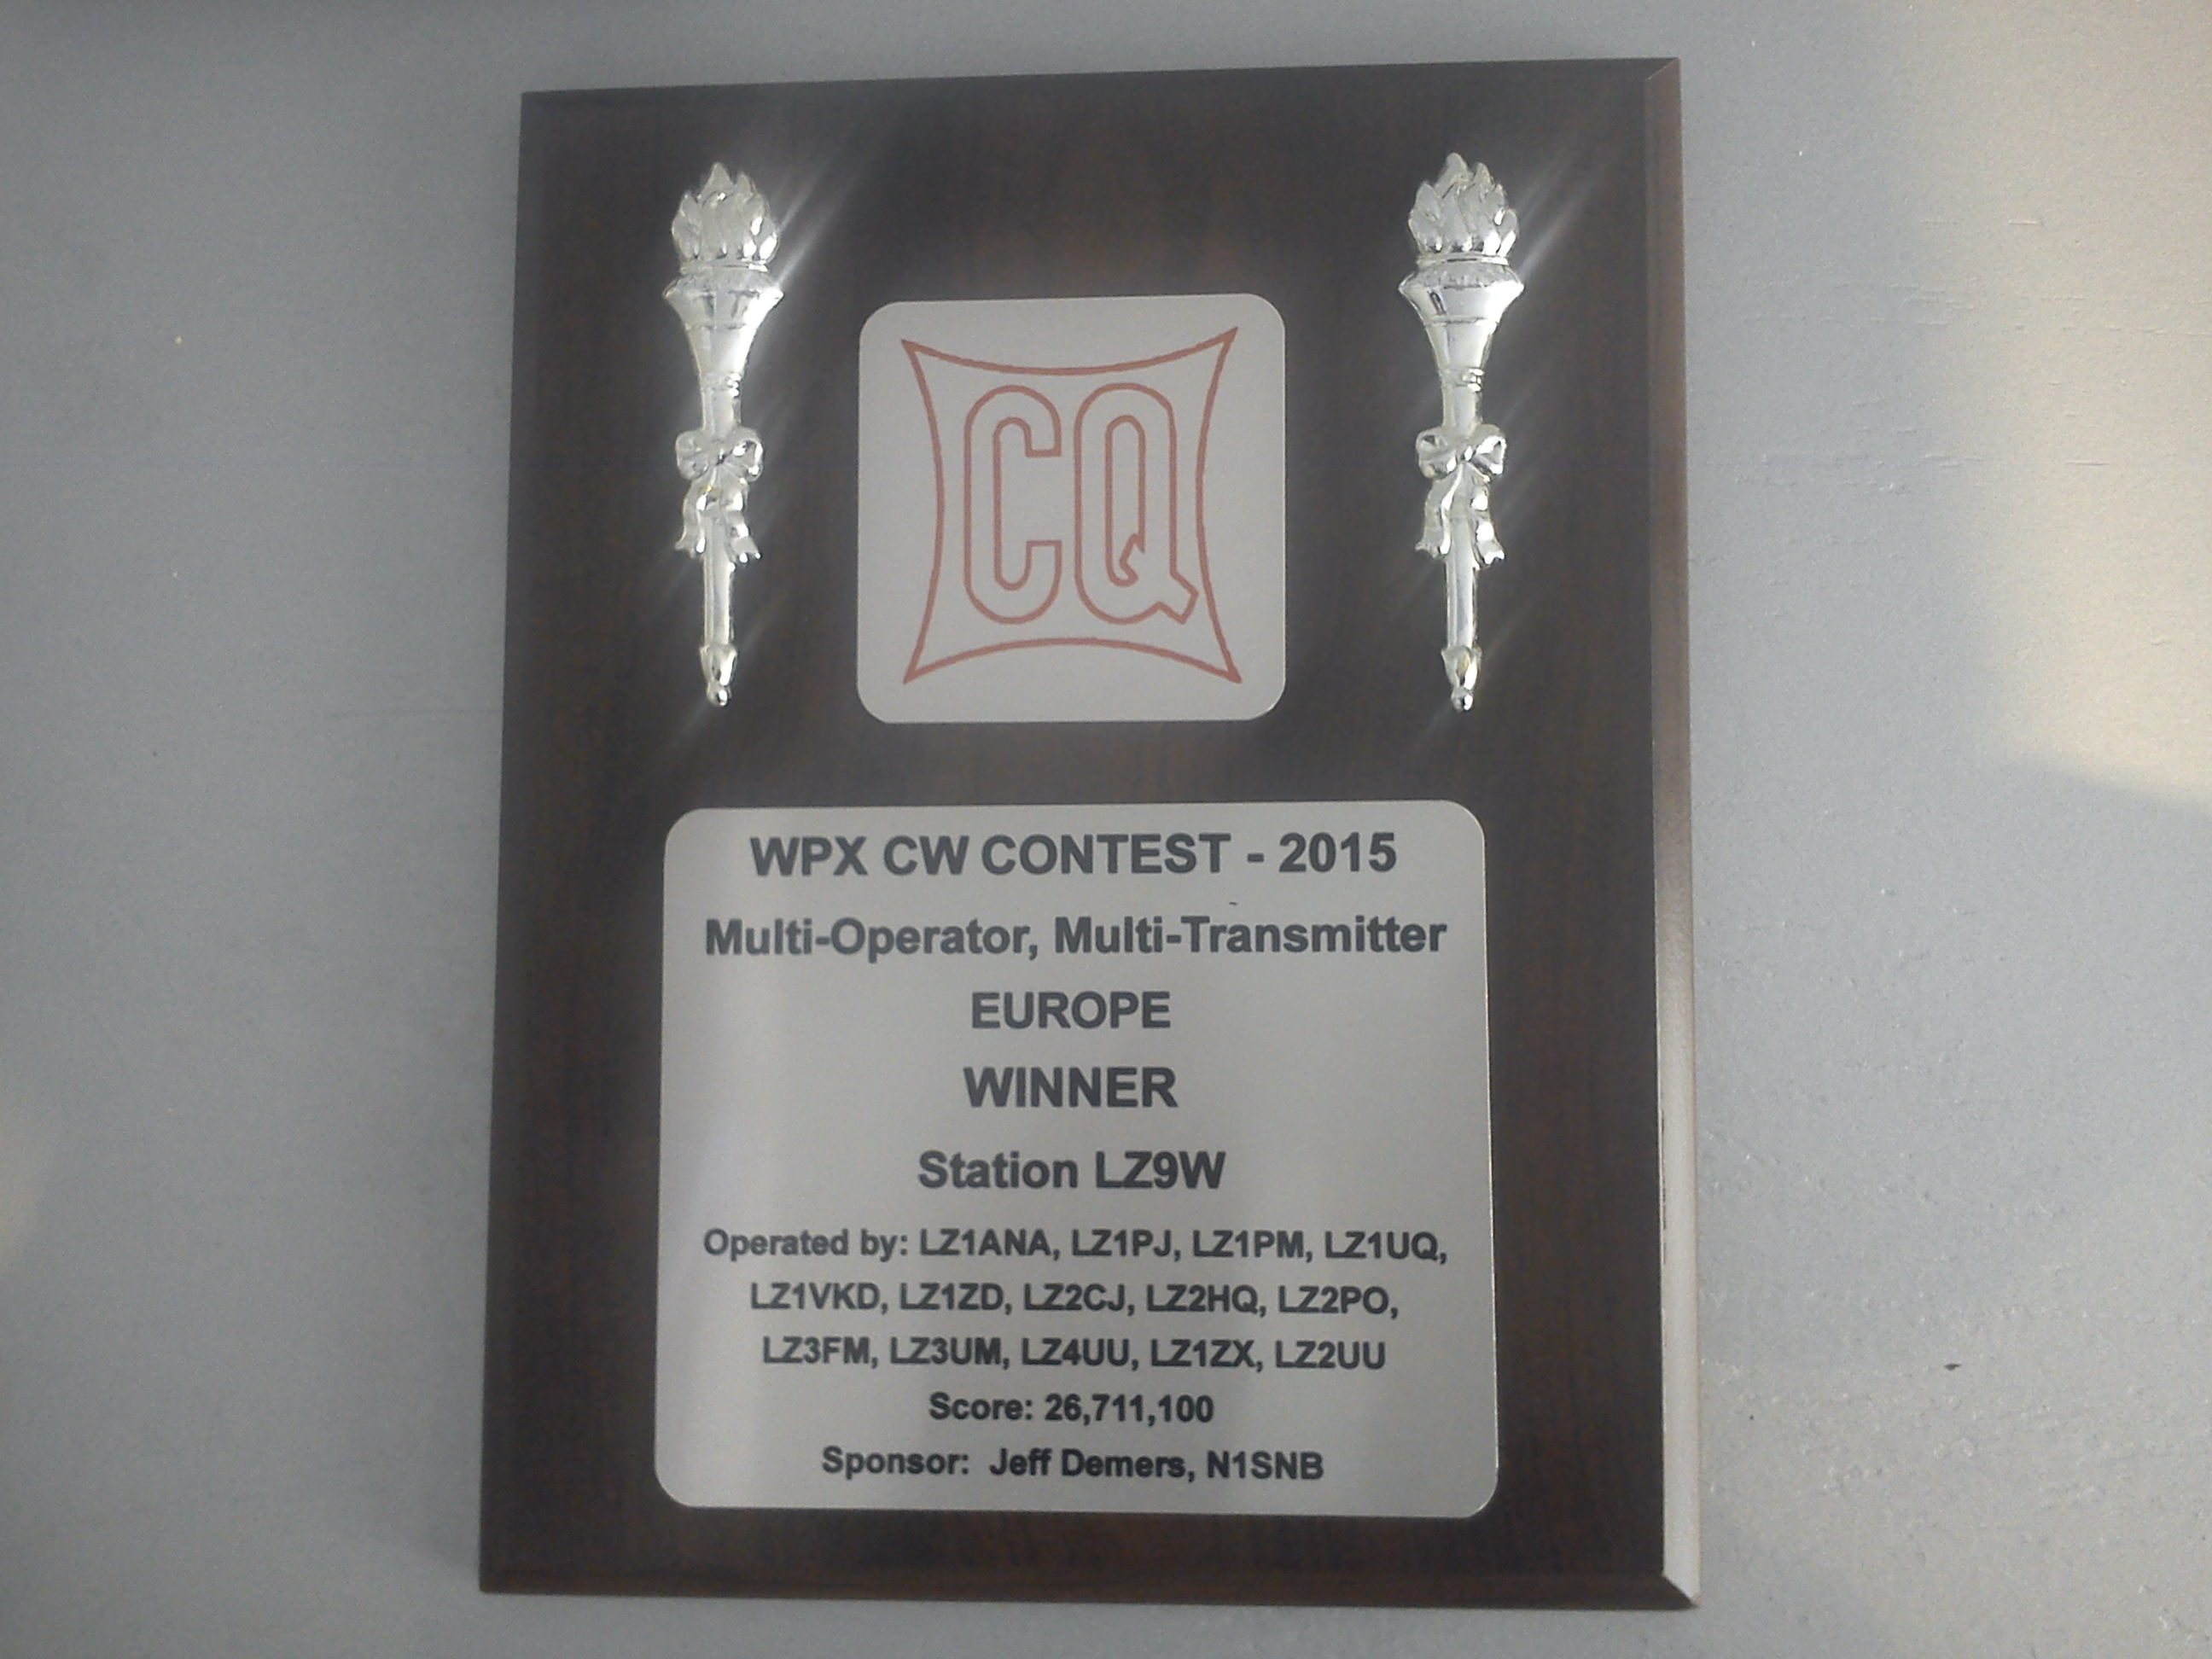 CQ
WPX CW CONTEST - 2015
Multi-Operator, Multi-Transmitter
EUROPE
WINNER
Station LZ9W
Operated by: LZ1ANA, LZ1PJ, LZ1PM, LZ1UQ,
LZ1VKD, LZ1ZD, LZ2CJ, LZ2HQ, LZ2PO,
LZ3FM, LZ3UM, LZ4UU, LZ1ZX, LZ2UU
Score: 26,711,100
Sponsor: Jeff Demers, N1SNB